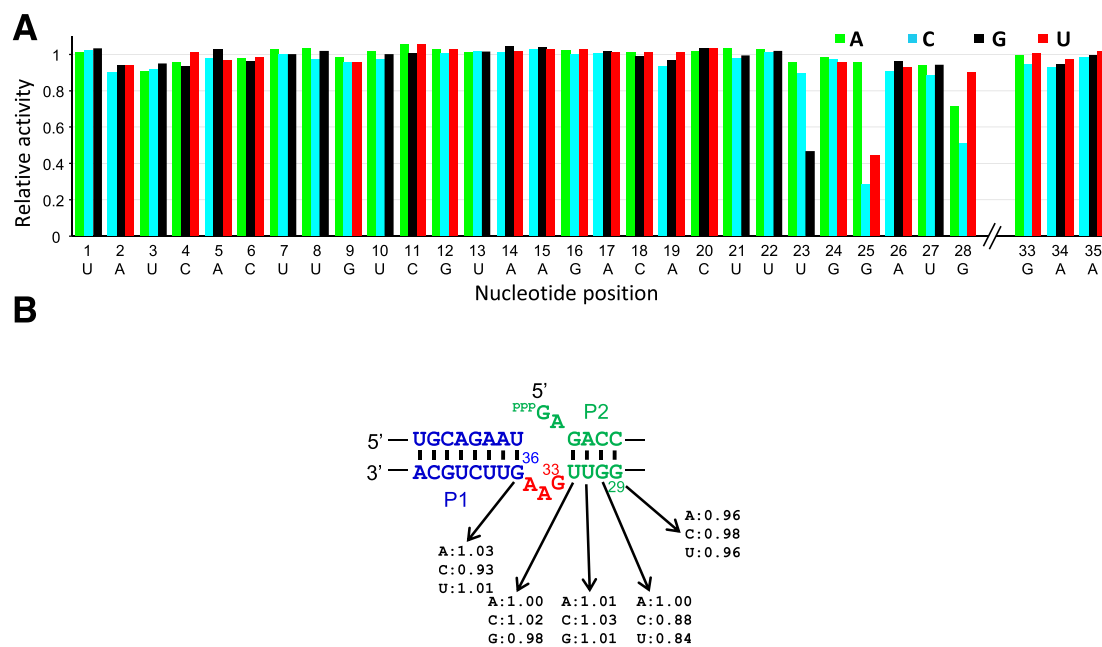 A
A C G U
Relative activity
1
0.8
0.6
0.4
0.2
0
1 2 3 4 5 6 7 8 9 10 11 12 13 14 15 16 17 18 19 20 21 22 23 24 25 26 27 28 33 34 35
U A U C A C U U G U C G U A A G A C A C U U U G G A U G G A A
Nucleotide position
B
5’
pppGA P2
5’ UGCAGAAU GACC
36 33
3’ ACGUCUUG AAG UUGG
29
P1
A:0.96
C:0.98
U:0.96
A:1.03
C:0.93
U:1.01
A:1.00 A:1.01 A:1.00
C:1.02 C:1.03 C:0.88
G:0.98 G:1.01 U:0.84